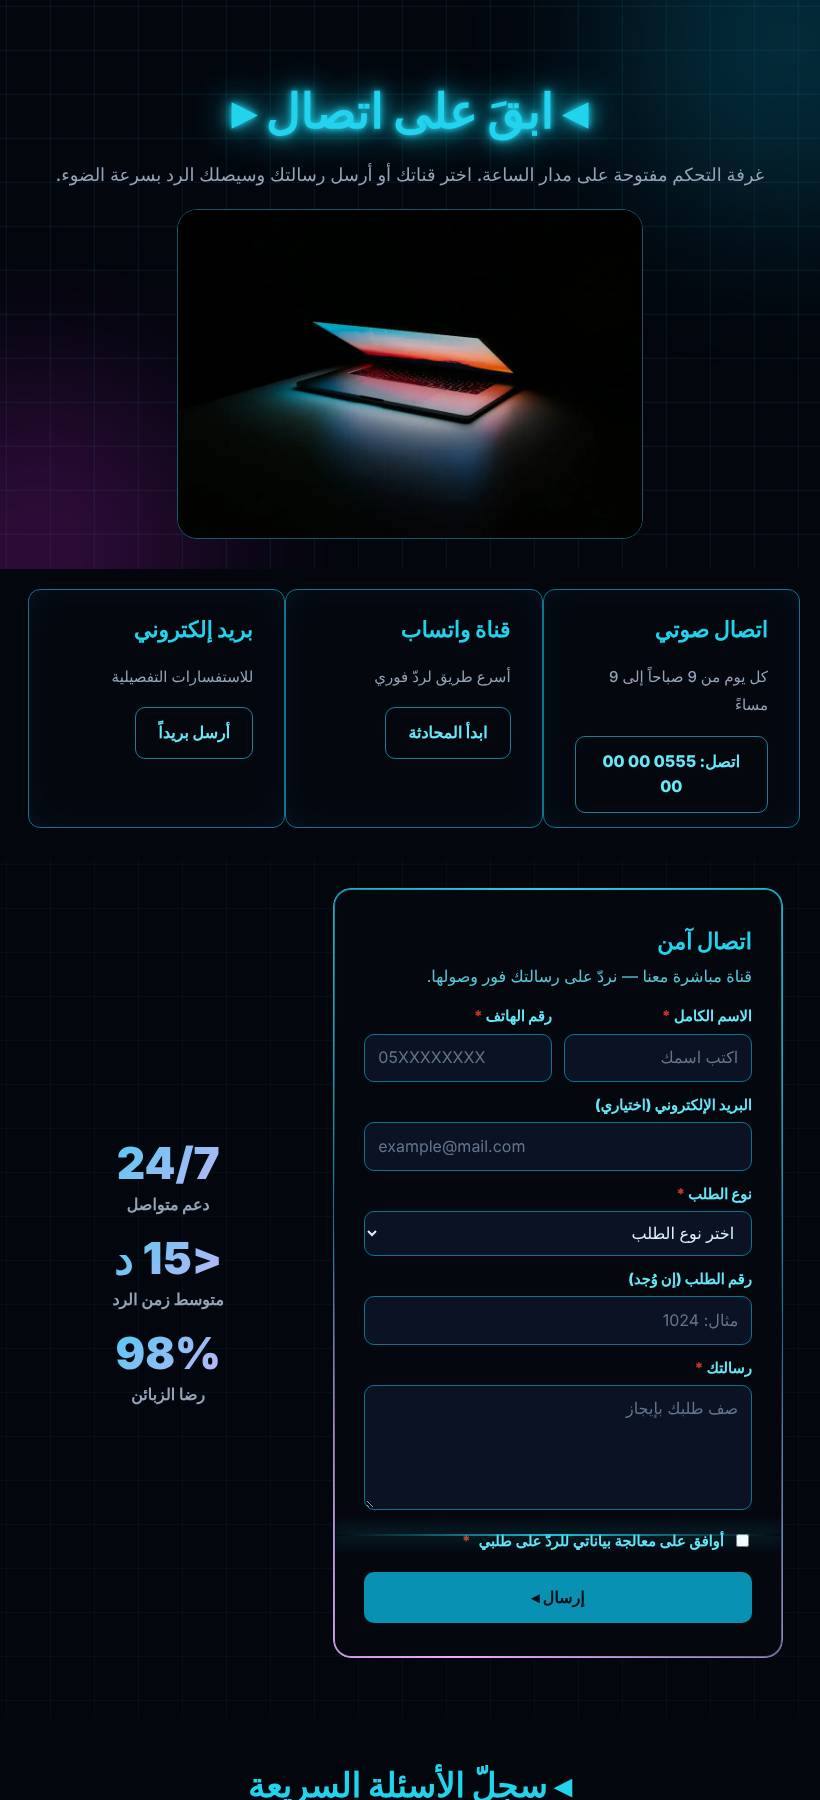 ◄ ابقَ على اتصال ►
غرفة التحكم مفتوحة على مدار الساعة. اختر قناتك أو أرسل رسالتك وسيصلك الرد بسرعة الضوء.
اتصال صوتي
كل يوم من 9 صباحاً إلى 9
مساءً
اتصل: 0555 00 00
00
قناة واتساب
أسرع طريق لردّ فوري
ابدأ المحادثة
بريد إلكتروني
للاستفسارات التفصيلية
أرسل بريداً
اتصال آمن
قناة مباشرة معنا — نردّ على رسالتك فور وصولها.
الاسم الكامل *
اكتب اسمك
رقم الهاتف *
05XXXXXXXX
البريد الإلكتروني (اختياري)
example@mail.com
نوع الطلب *
اختر نوع الطلب
رقم الطلب (إن وُجد)
مثال: 1024
رسالتك *
صف طلبك بإيجاز
أوافق على معالجة بياناتي للردّ على طلبي *
إرسال ◄
24/7
دعم متواصل
<15 د
متوسط زمن الرد
98%
رضا الزبائن
◄ سجلّ الأسئلة السريعة